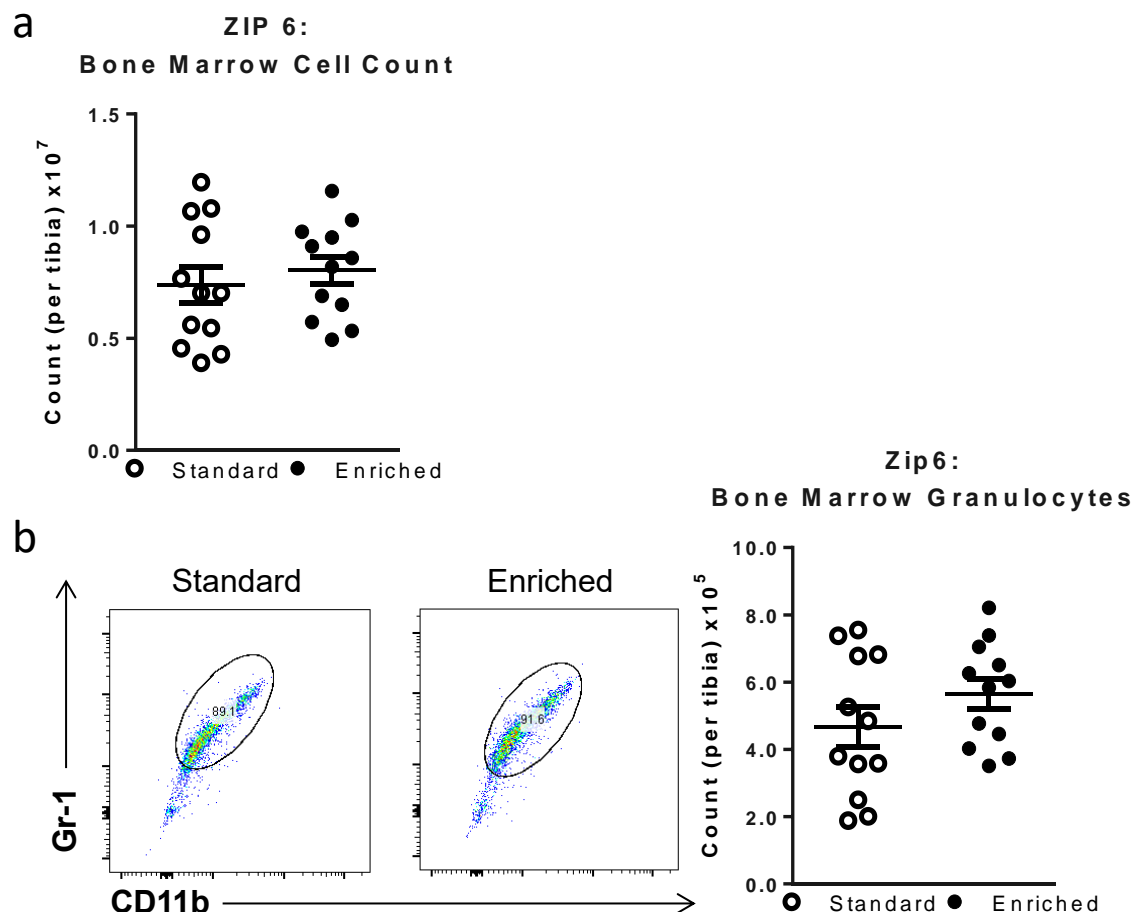 a
ZIP 6:
Bone Marrow Cell Count
Count (per tibia) x10^7
1.5
1.0
0.5
0.0
Standard Enriched
b
Standard
Enriched
Gr-1
89.1
91.6
CD11b
Zip6:
Bone Marrow Granulocytes
Count (per tibia) x10^5
10.0
8.0
6.0
4.0
2.0
0.0
Standard Enriched